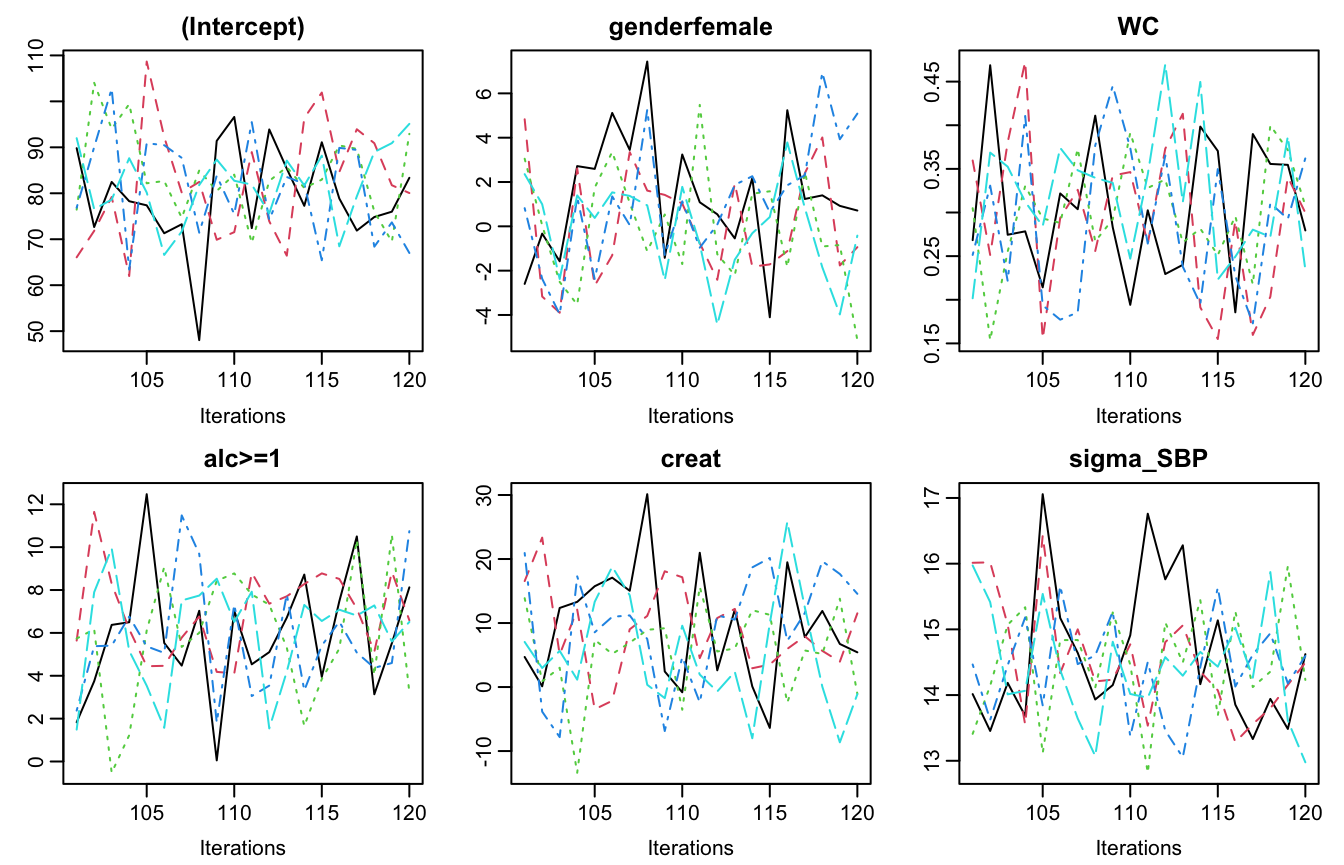 (Intercept)
110
90
80
70
60
50
105 110 115 120
Iterations
genderfemale
6
4
2
0
-2
-4
105 110 115 120
Iterations
WC
0.45
0.35
0.25
0.15
105 110 115 120
Iterations
alc>=1
12
10
8
6
4
2
0
105 110 115 120
Iterations
creat
30
20
10
0
-10
105 110 115 120
Iterations
sigma_SBP
17
16
15
14
13
105 110 115 120
Iterations